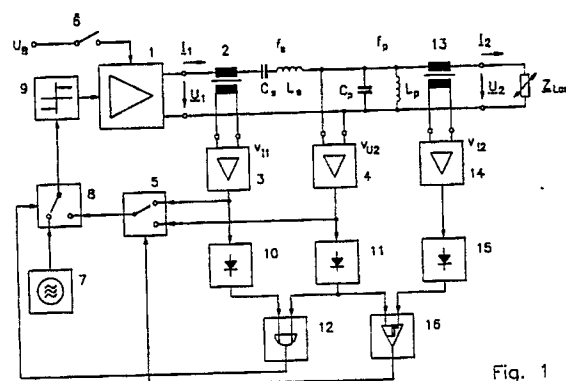 6
U_B
1
I_1
2
f_s
f_p
13
I_2
9
U_1
C_s
L_s
C_p
L_p
U_2
Z_Last
v_I1
v_U2
v_I2
3
4
14
8
5
7
10
11
15
12
16
Fig. 1